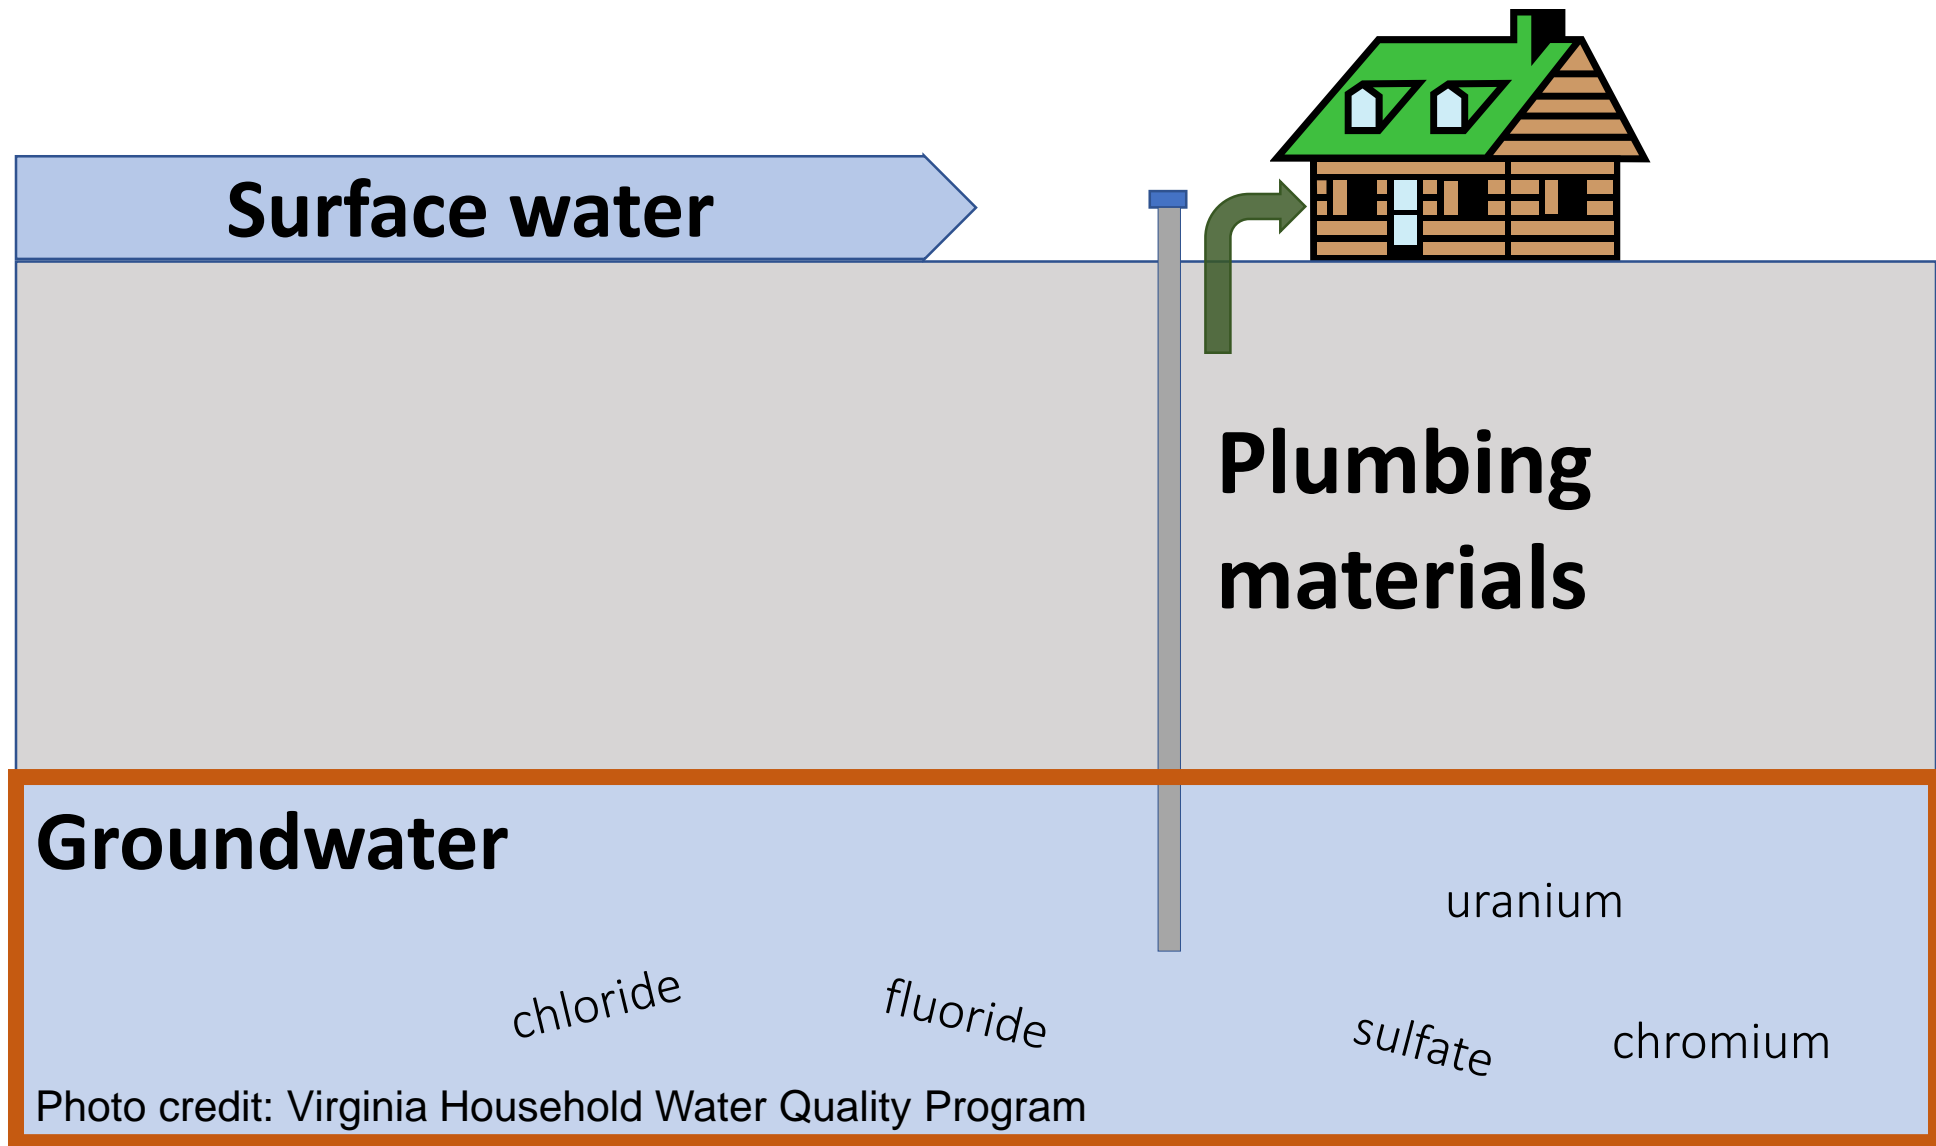 Surface water
Plumbing
materials
Groundwater
uranium
chloride
fluoride
sulfate
chromium
Photo credit: Virginia Household Water Quality Program